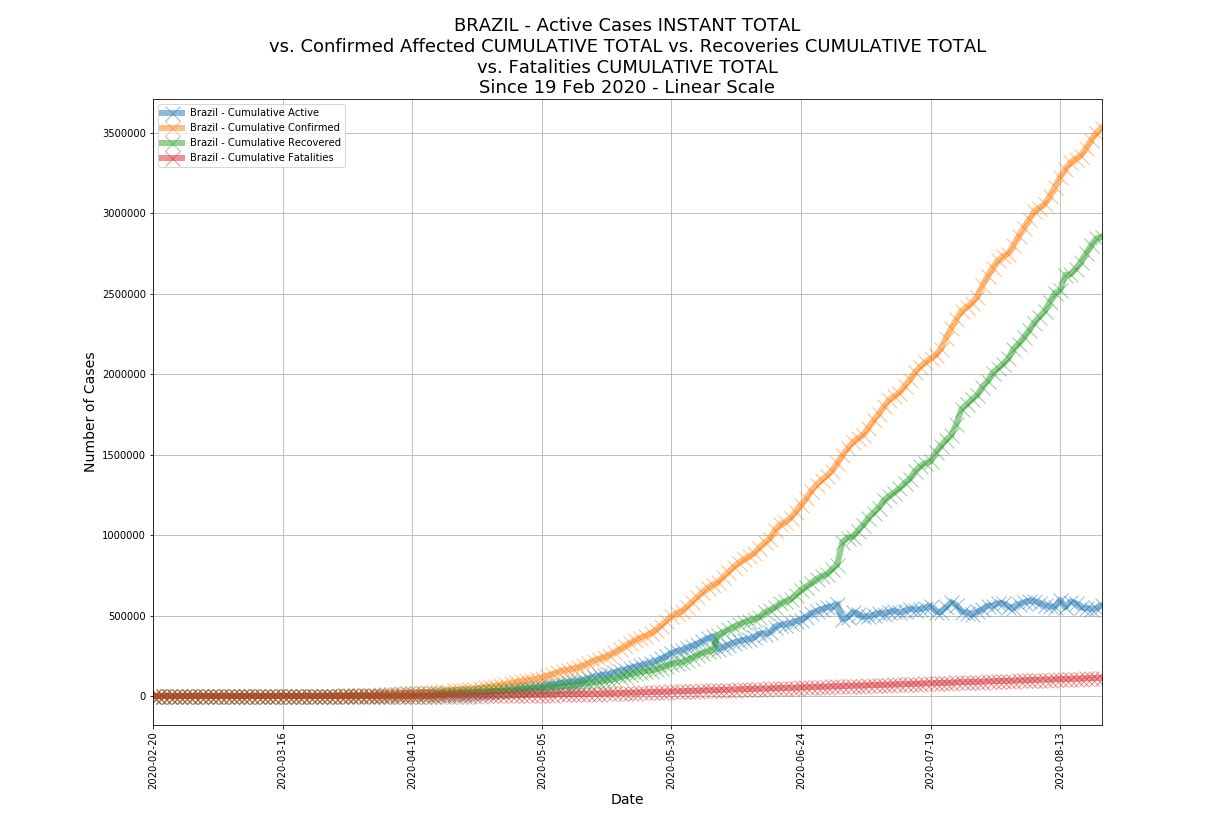 BRAZIL - Active Cases INSTANT TOTAL
vs. Confirmed Affected CUMULATIVE TOTAL vs. Recoveries CUMULATIVE TOTAL
vs. Fatalities CUMULATIVE TOTAL
Since 19 Feb 2020 - Linear Scale
Brazil - Cumulative Active
Brazil - Cumulative Confirmed
Brazil - Cumulative Recovered
Brazil - Cumulative Fatalities
3500000
3000000
2500000
2000000
1500000
1000000
500000
0
Number of Cases
2020-02-20
2020-03-16
2020-04-10
2020-05-05
2020-05-30
2020-06-24
2020-07-19
2020-08-13
Date